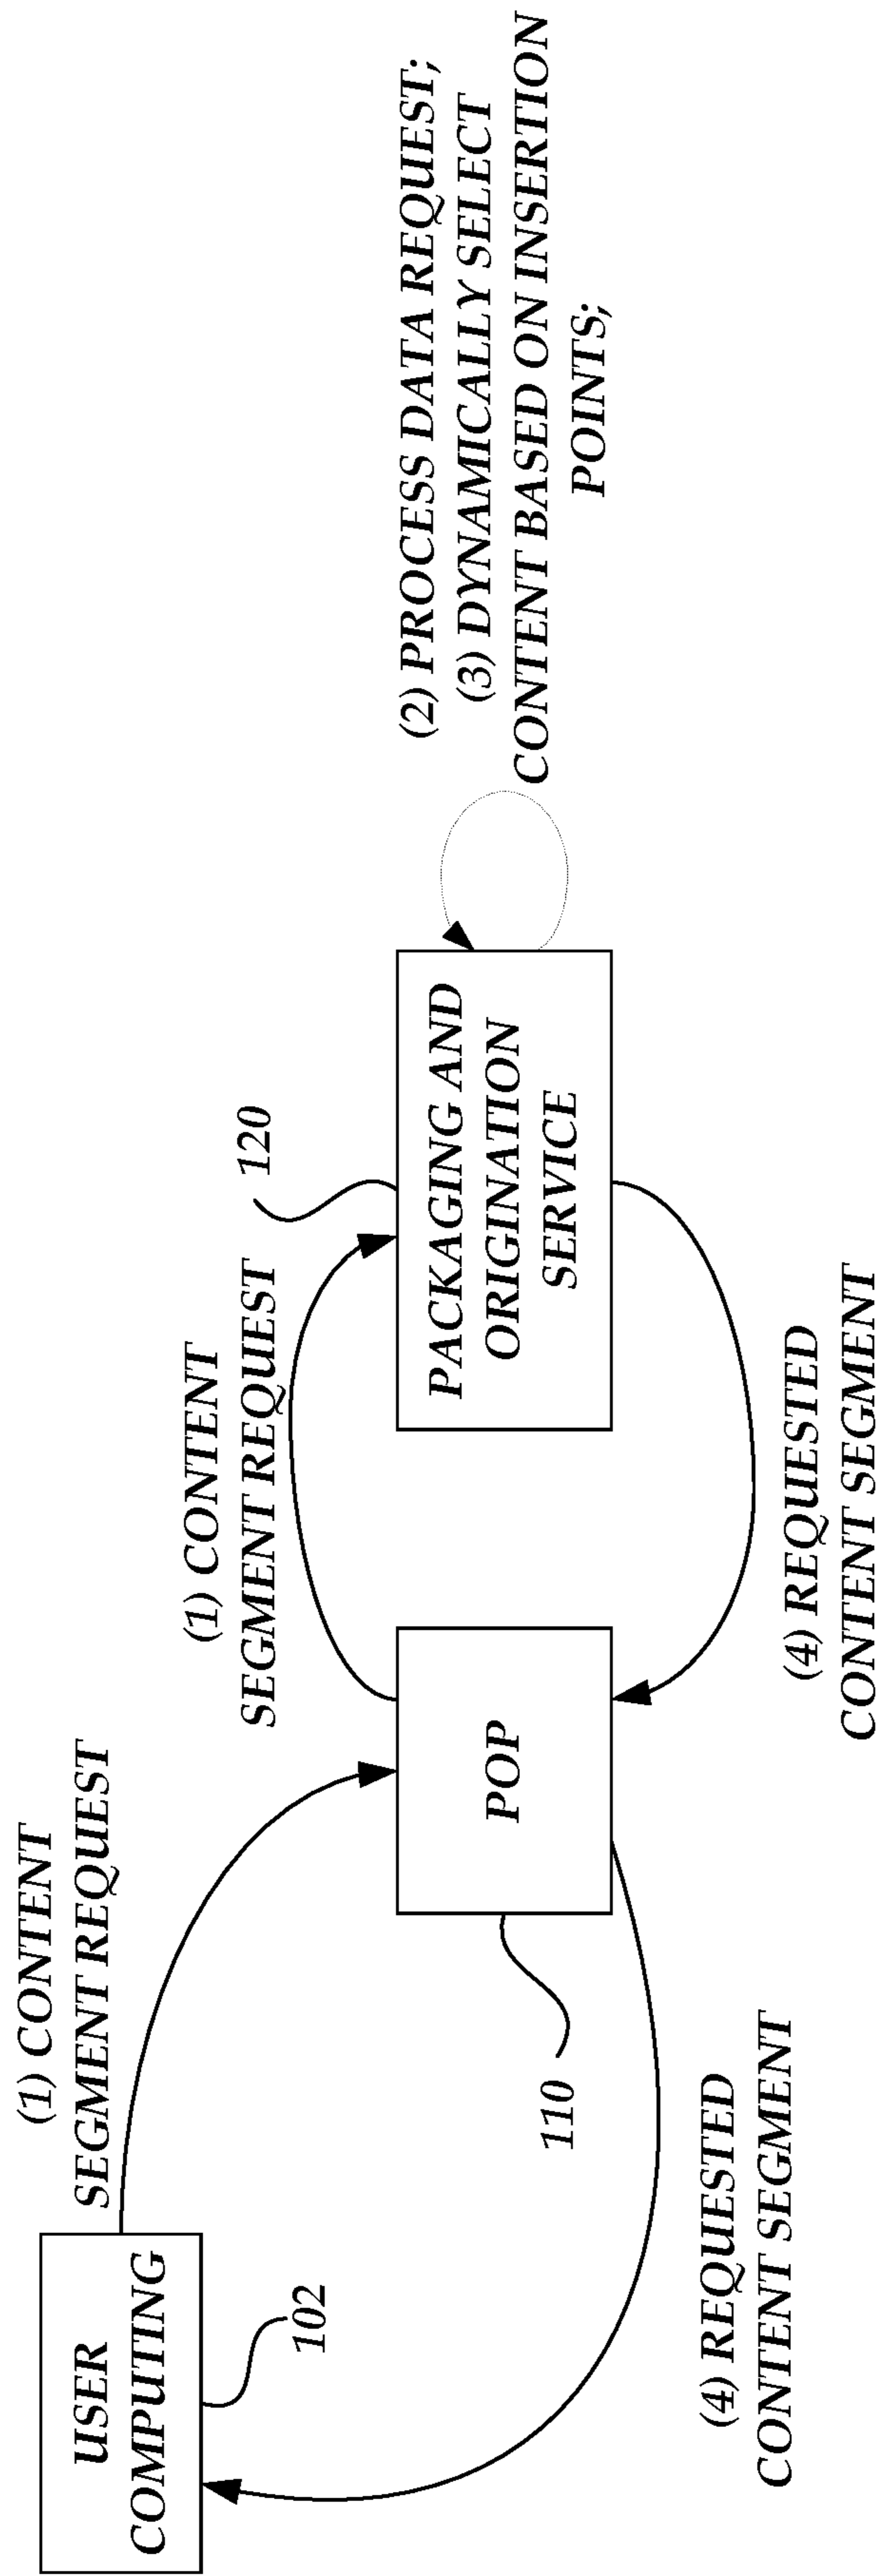 (1) CONTENT
SEGMENT REQUEST
USER
COMPUTING
102
(1) CONTENT
SEGMENT REQUEST
120
POP
110
PACKAGING AND
ORIGINATION
SERVICE
(2) PROCESS DATA REQUEST;
(3) DYNAMICALLY SELECT
CONTENT BASED ON INSERTION
POINTS;
(4) REQUESTED
CONTENT SEGMENT
(4) REQUESTED
CONTENT SEGMENT